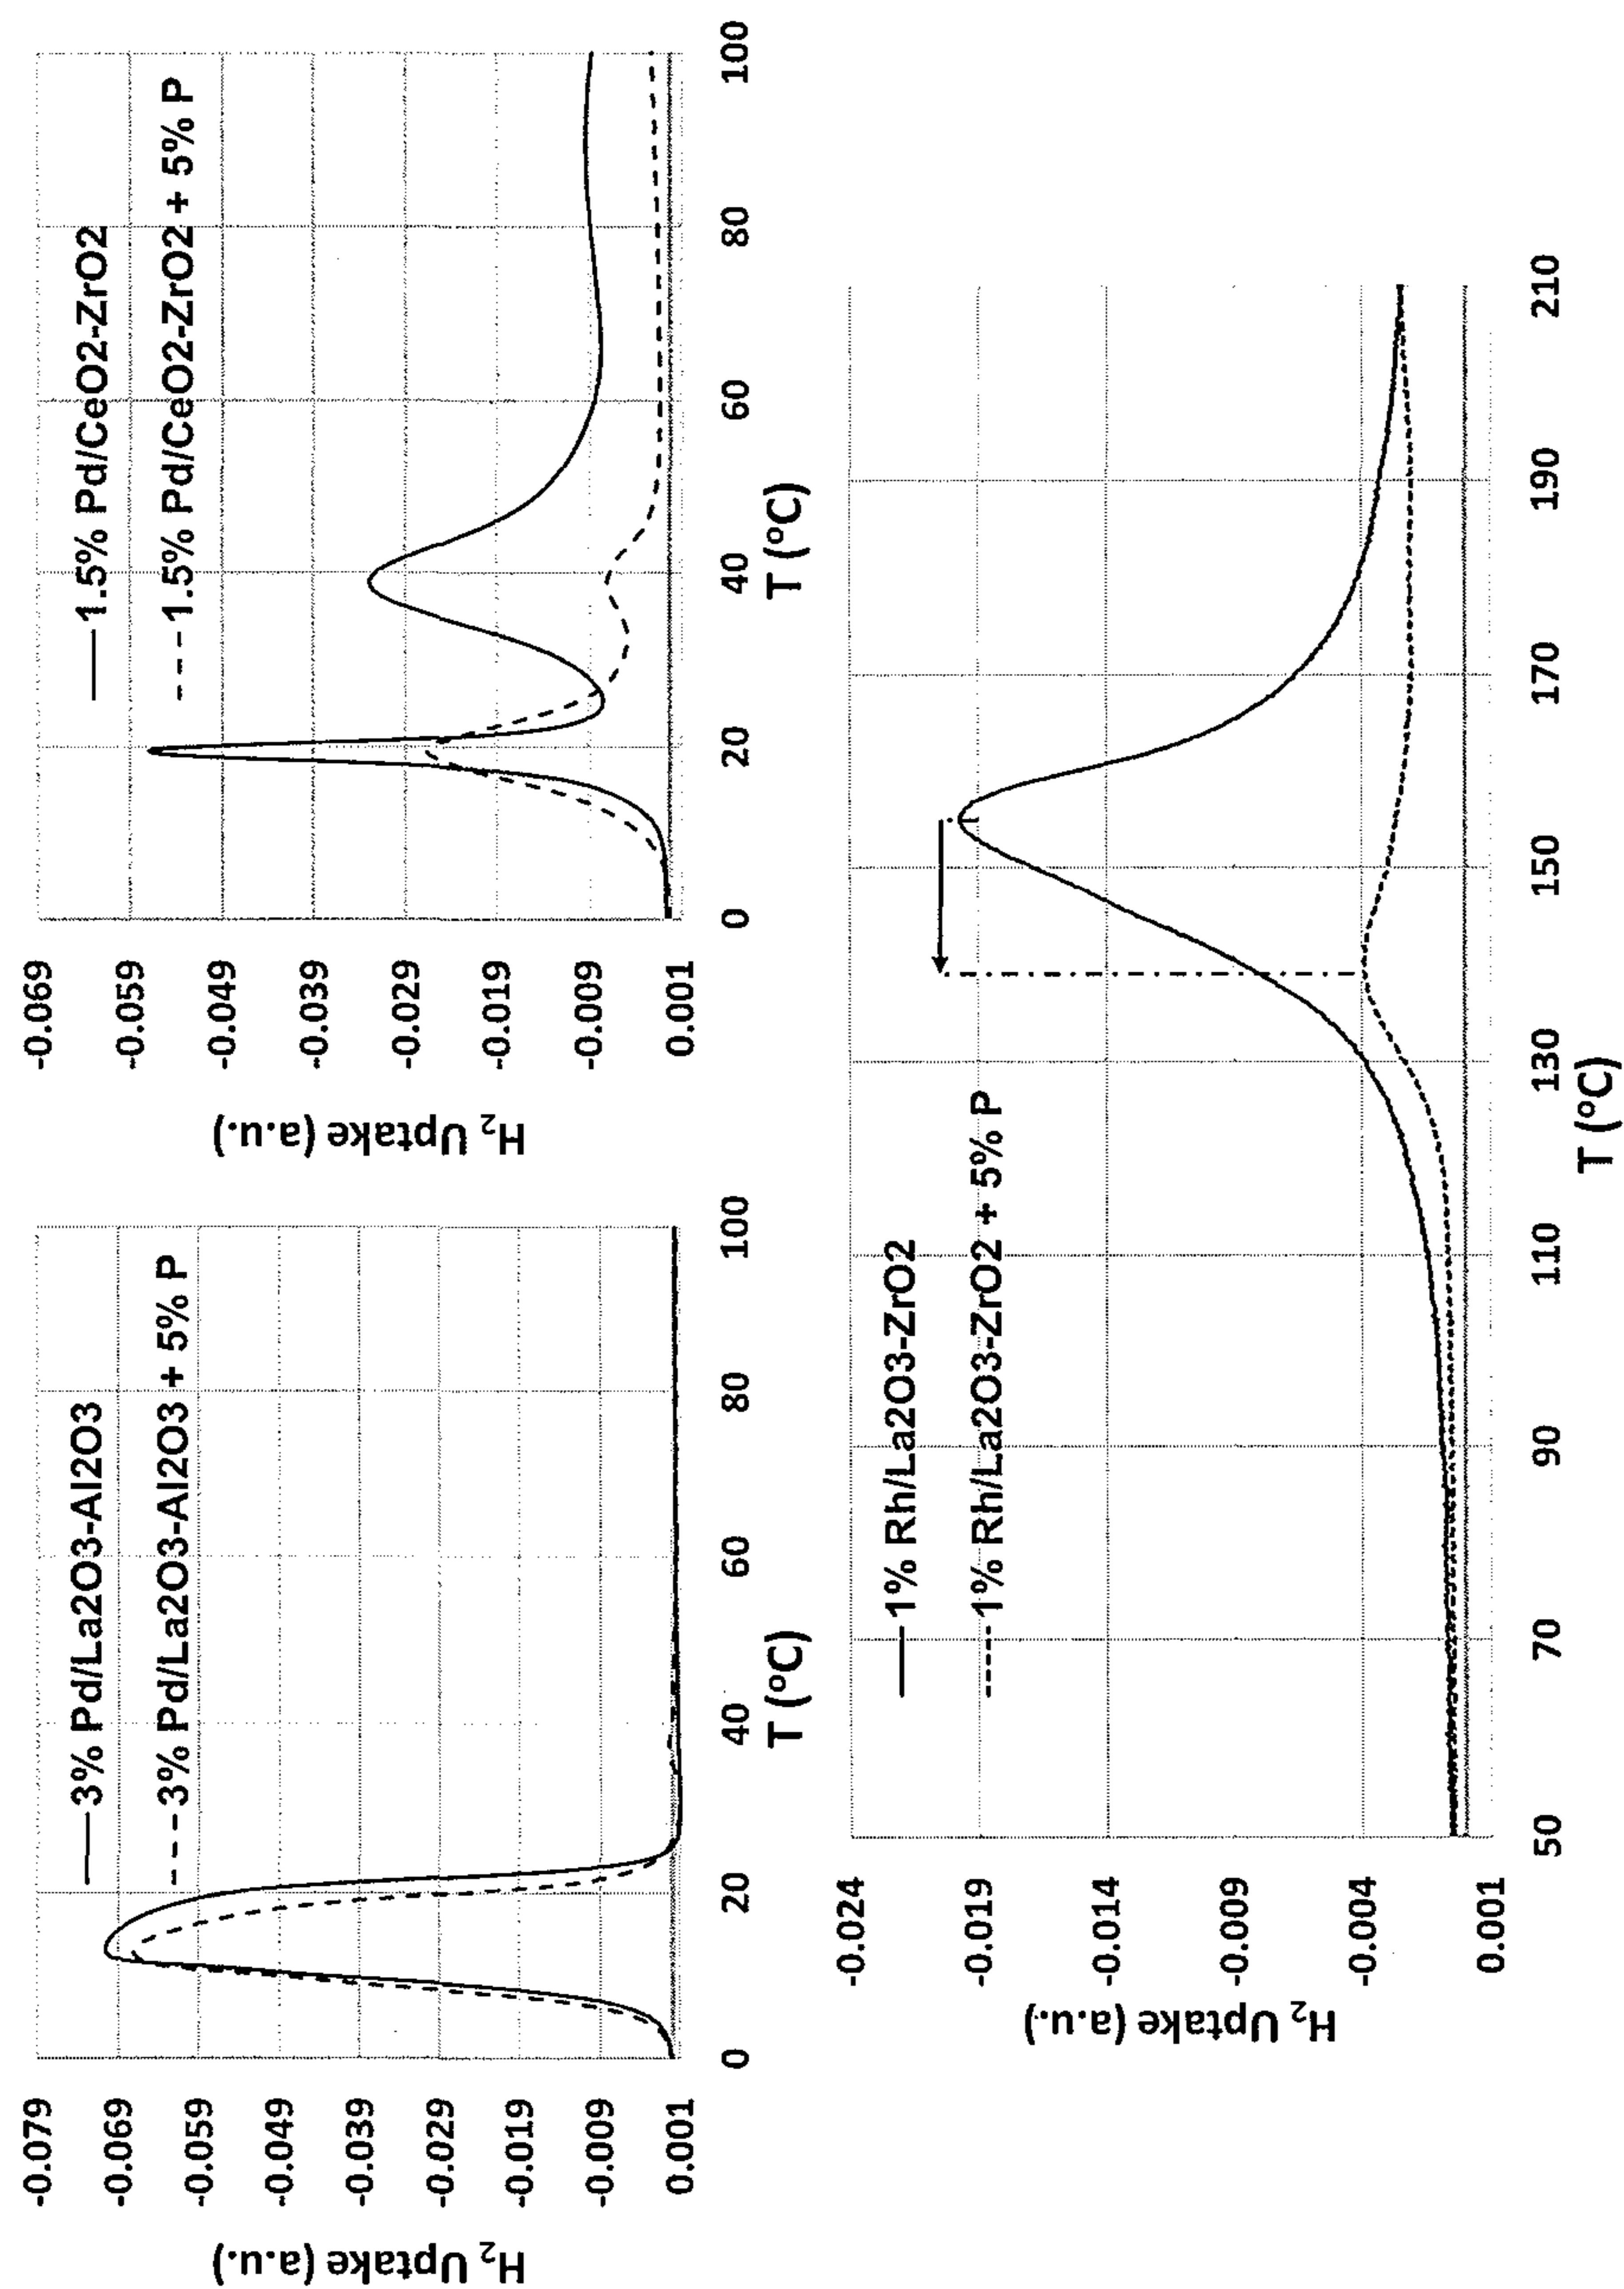 -0.079
-0.069
-0.059
-0.049
-0.039
-0.029
-0.019
-0.009
0.001
H2 Uptake (a.u.)
3% Pd/La2O3-Al2O3
3% Pd/La2O3-Al2O3 + 5% P
0 20 40 60 80 100
T (°C)
-0.069
-0.059
-0.049
-0.039
-0.029
-0.019
-0.009
0.001
H2 Uptake (a.u.)
1.5% Pd/CeO2-ZrO2
1.5% Pd/CeO2-ZrO2 + 5% P
0 20 40 60 80 100
T (°C)
-0.024
-0.019
-0.014
-0.009
-0.004
0.001
H2 Uptake (a.u.)
1% Rh/La2O3-ZrO2
1% Rh/La2O3-ZrO2 + 5% P
50 70 90 110 130 150 170 190 210
T (°C)